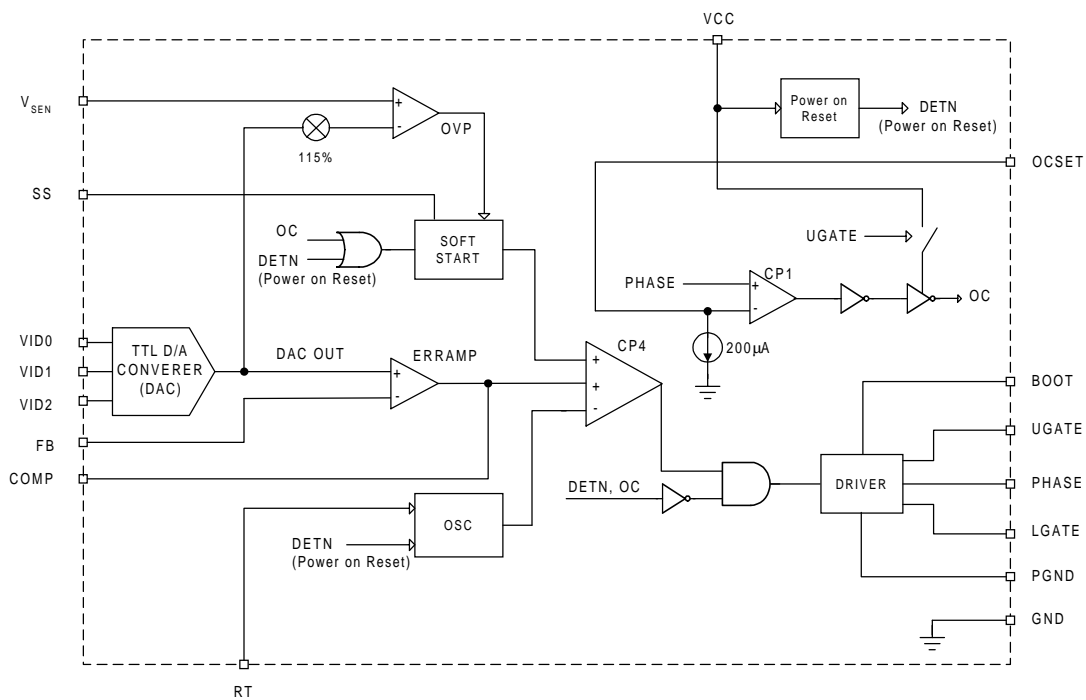 VCC
V SEN
+
-
OVP
115%
Power on
Reset
DETN
(Power on Reset)
OCSET
SS
OC
DETN
(Power on Reset)
SOFT
START
UGATE
PHASE
+
-
CP1
OC
200µA
VID0
VID1
VID2
TTL D/A
CONVERER
(DAC)
DAC OUT
ERRAMP
+
-
CP4
+
+
-
FB
COMP
BOOT
UGATE
PHASE
LGATE
PGND
GND
DRIVER
DETN, OC
OSC
DETN
(Power on Reset)
RT